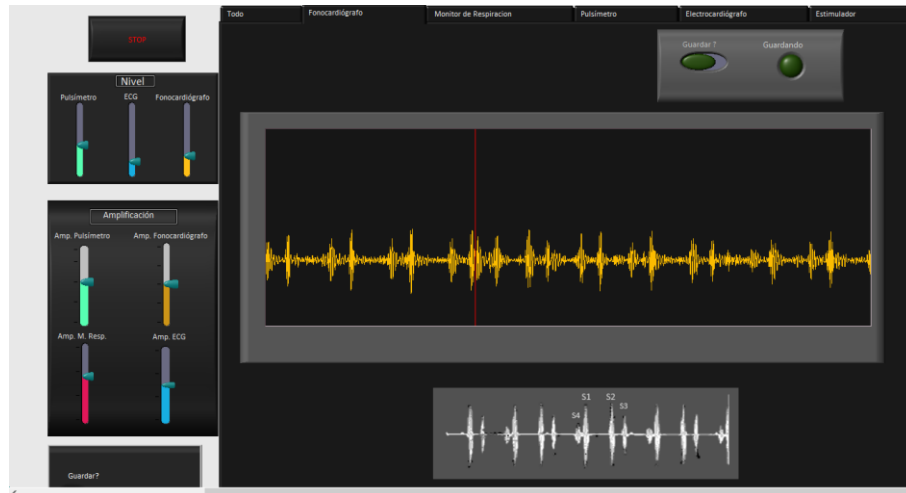 Todo
Fonocardiógrafo
Monitor de Respiracion
Pulsímetro
Electrocardiógrafo
Estimulador
STOP
Guardar ?
Guardando
Nivel
Pulsímetro
ECG
Fonocardiógrafo
Amplificación
Amp. Pulsímetro
Amp. Fonocardiógrafo
Amp. M. Resp.
Amp. ECG
S1
S2
S3
S4
Guardar?